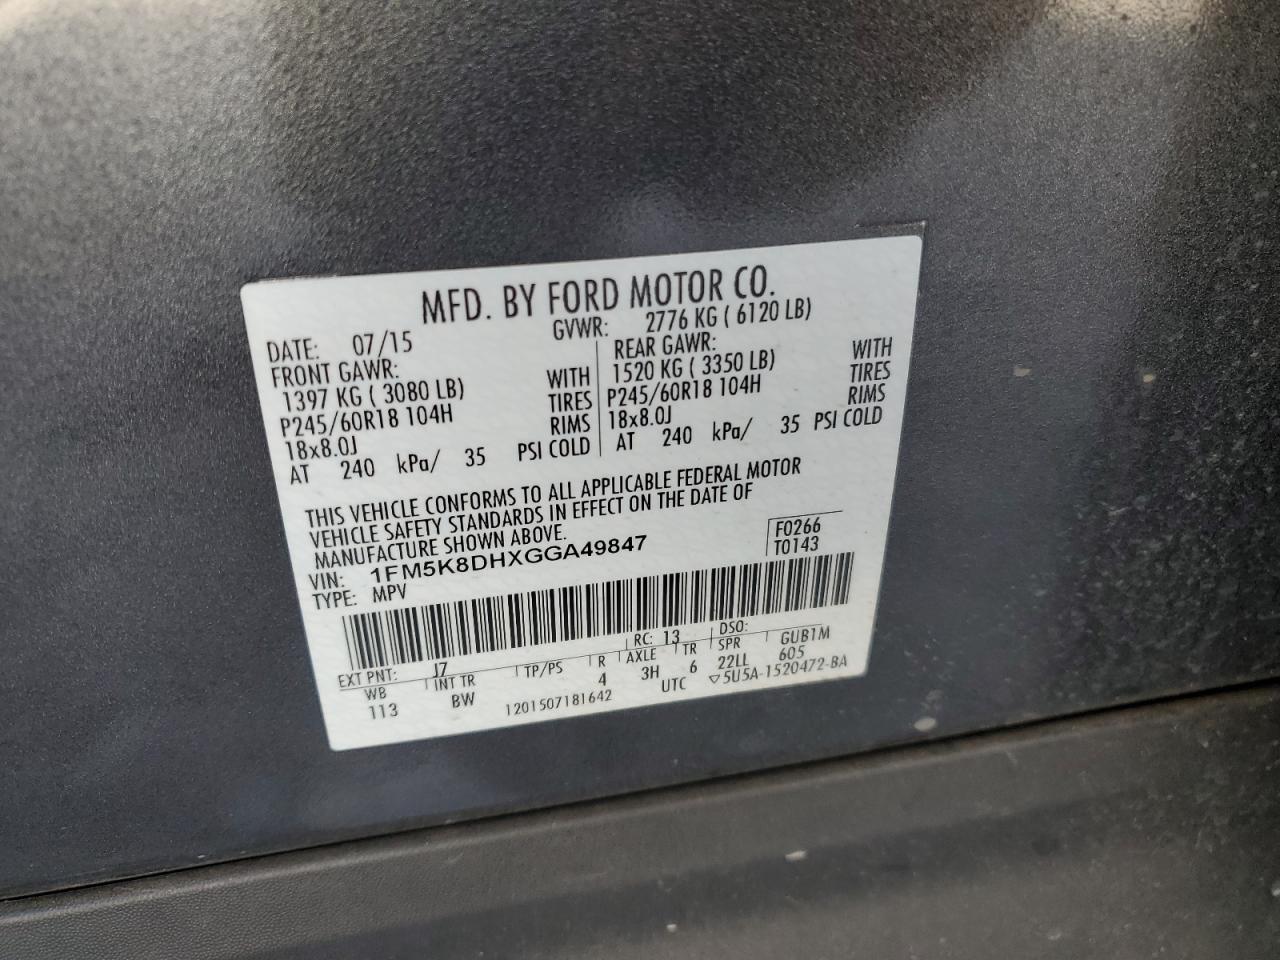 MFD. BY FORD MOTOR CO.
DATE: 07/15 GVWR: 2776 KG ( 6120 LB)
FRONT GAWR: REAR GAWR:
1397 KG ( 3080 LB) WITH 1520 KG ( 3350 LB) WITH
P245/60R18 104H TIRES P245/60R18 104H TIRES
18x8.0J RIMS 18x8.0J RIMS
AT 240 kPa/ 35 PSI COLD AT 240 kPa/ 35 PSI COLD
THIS VEHICLE CONFORMS TO ALL APPLICABLE FEDERAL MOTOR
VEHICLE SAFETY STANDARDS IN EFFECT ON THE DATE OF
MANUFACTURE SHOWN ABOVE.
F0266
VIN: 1FM5K8DHXGGA49847 T0143
TYPE: MPV
EXT PNT: J7 RC: 13 DSO:
WB INT TR TP/PS R AXLE TR SPR GUB1M
113 BW 4 3H 6 22LL 605
1201507181642 UTC ▽5U5A-1520472-BA